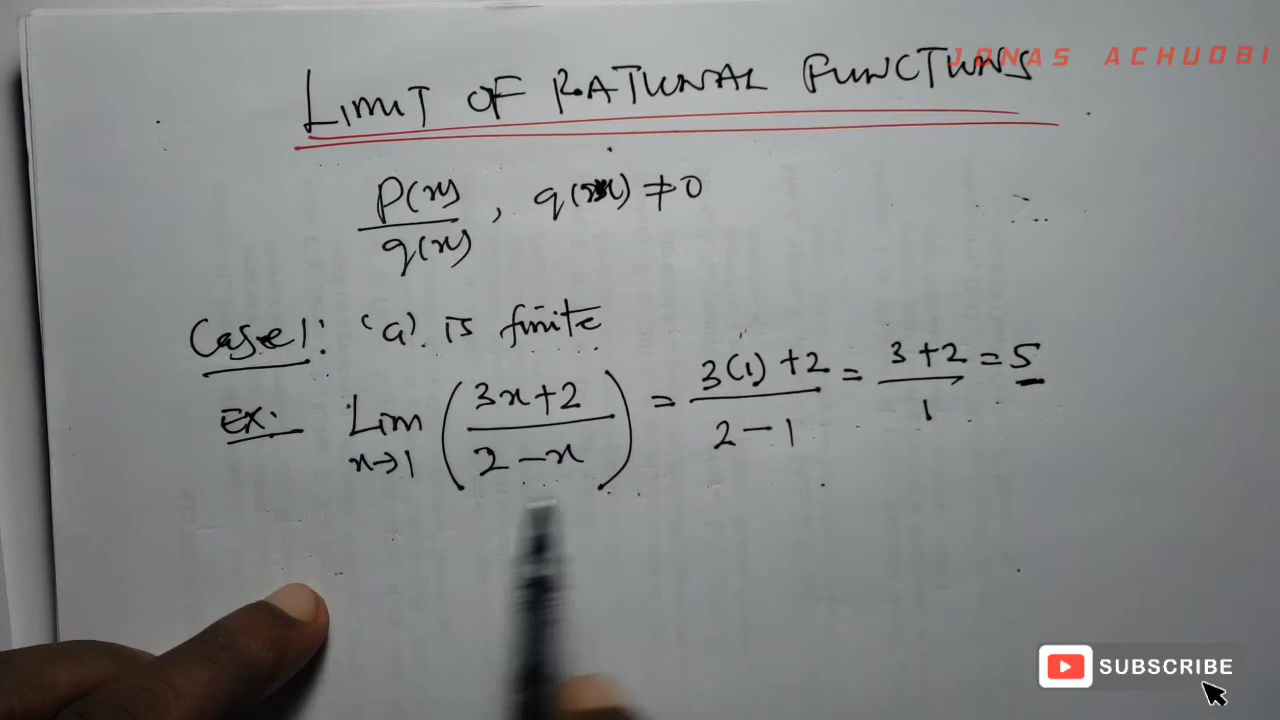 JONAS ACHUOBI
LIMIT OF RATIONAL FUNCTIONS
P(x)/q(x), q(x) ≠ 0
Case 1: 'a'. is finite
Ex: Lim x→1 (3x+2 / 2-x) = 3(1)+2 / 2-1 = 3+2 / 1 = 5
SUBSCRIBE